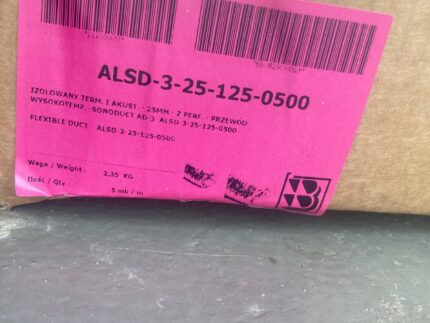 ALSD-3-25-125-0500
IZOLOWANY TERM. I AKUST. - 25MM - 2 PERF. - PRZEWÓD
WYSOKOTEMP. SONODUCT AD-3 ALSD-3-25-125-0500
FLEXIBLE DUCT ALSD-3-25-125-0500
Waga / Weight : 2,35 KG
Ilość / Qty : 5 mb /